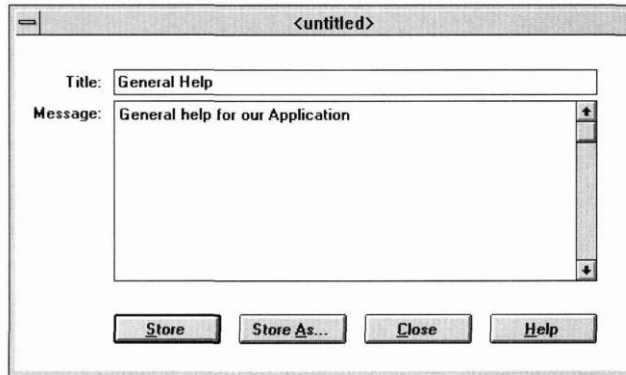 <untitled>
Title: General Help
Message: General help for our Application
Store Store As... Close Help